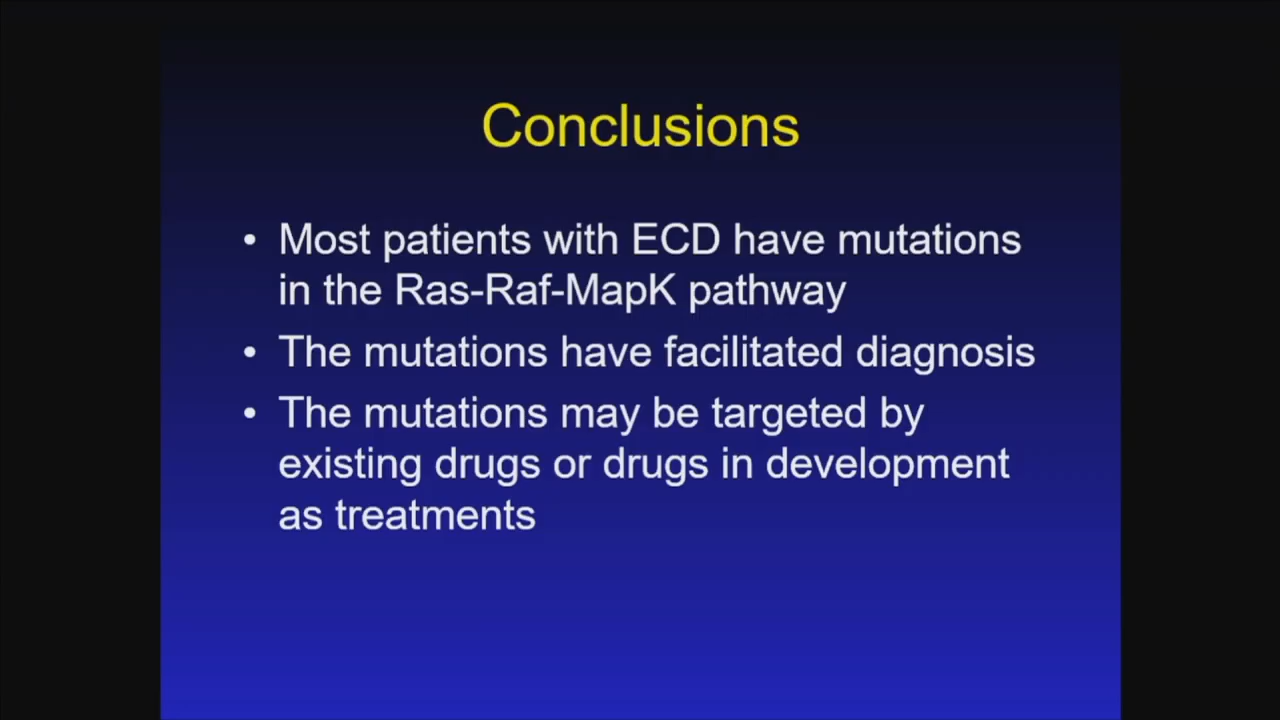 Conclusions
• Most patients with ECD have mutations
in the Ras-Raf-MapK pathway
• The mutations have facilitated diagnosis
• The mutations may be targeted by
existing drugs or drugs in development
as treatments